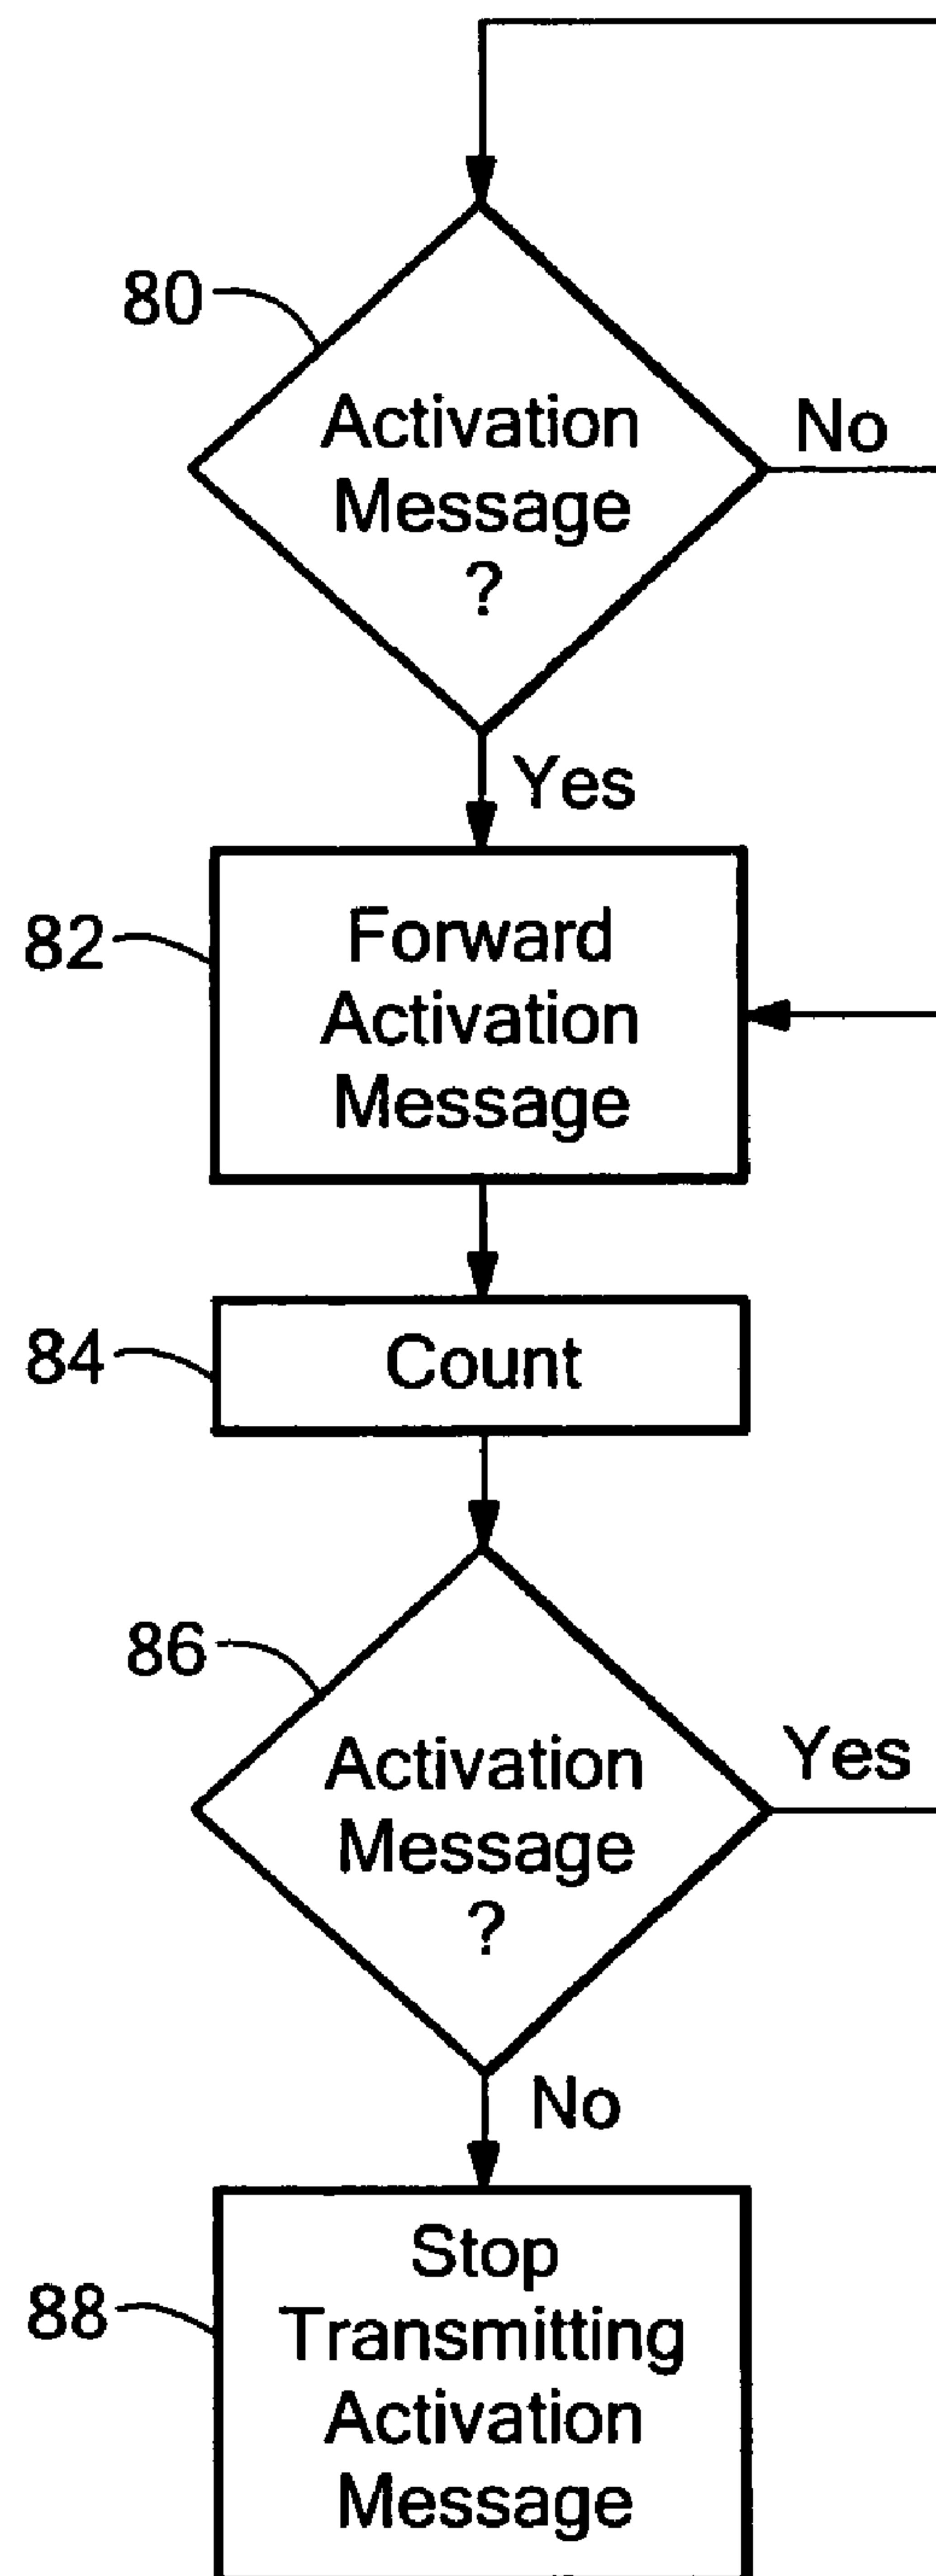 80
Activation
Message
?
No
Yes
82
Forward
Activation
Message
84
Count
86
Activation
Message
?
Yes
No
88
Stop
Transmitting
Activation
Message